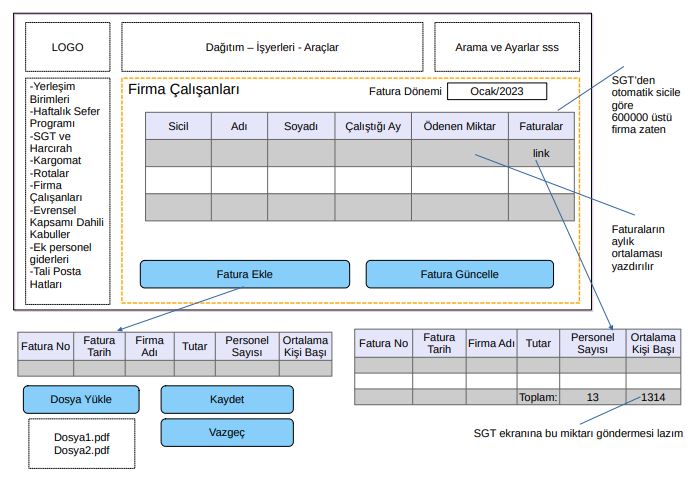 LOGO
Dağıtım – İşyerleri - Araçlar
Arama ve Ayarlar sss
-Yerleşim
Birimleri
-Haftalık Sefer
Programı
-SGT ve
Harcırah
-Kargomat
-Rotalar
-Firma
Çalışanları
-Evrensel
Kapsamı Dahili
Kabuller
-Ek personel
giderleri
-Tali Posta
Hatları
Firma Çalışanları
Fatura Dönemi
Ocak/2023
Sicil
Adı
Soyadı
Çalıştığı Ay
Ödenen Miktar
Faturalar
link
Fatura Ekle
Fatura Güncelle
SGT'den
otomatik sicile
göre
600000 üstü
firma zaten
Faturaların
aylık
ortalaması
yazdırılır
Fatura No
Fatura
Tarih
Firma
Adı
Tutar
Personel
Sayısı
Ortalama
Kişi Başı
Dosya Yükle
Kaydet
Vazgeç
Dosya1.pdf
Dosya2.pdf
Fatura No
Fatura
Tarih
Firma Adı
Tutar
Personel
Sayısı
Ortalama
Kişi Başı
Toplam:
13
1314
SGT ekranına bu miktarı göndermesi lazım